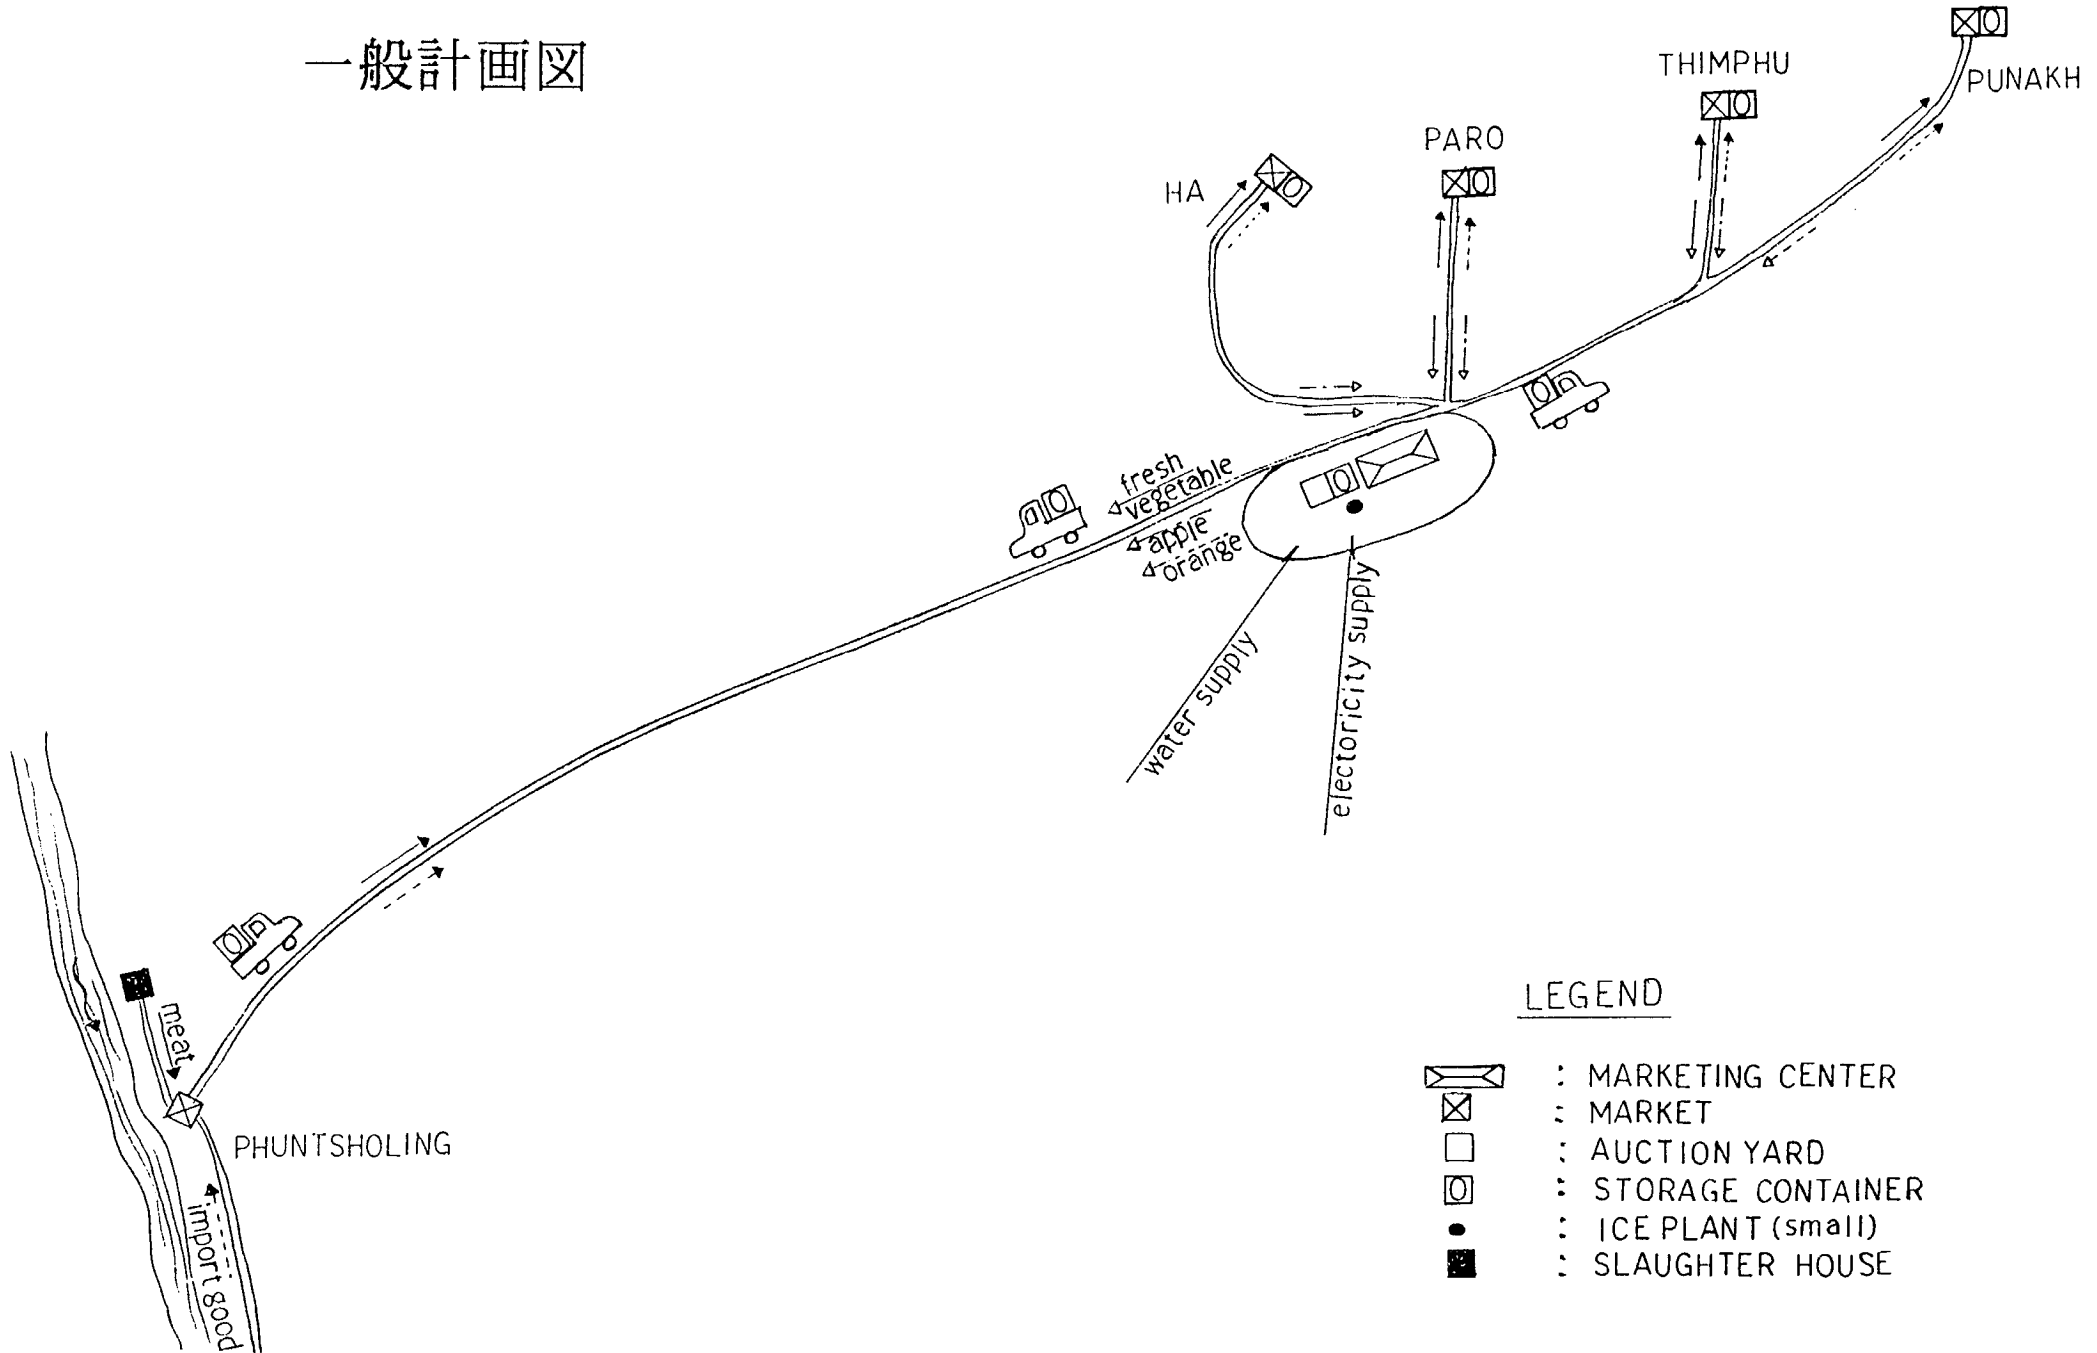 一般計画図
THIMPHU
PUNAKH
PARO
HA
fresh
vegetable
apple
orange
water supply
electoricity supply
meat
PHUNTSHOLING
import good
LEGEND
: MARKETING CENTER
: MARKET
: AUCTION YARD
: STORAGE CONTAINER
: ICE PLANT (small)
: SLAUGHTER HOUSE